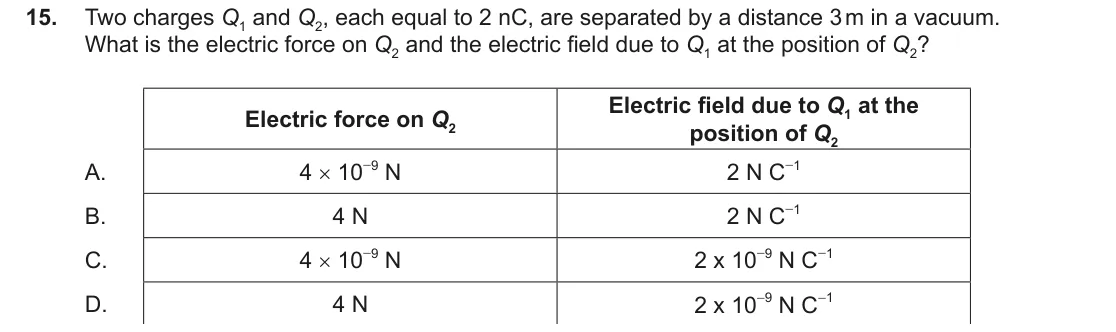 15. Two charges Q₁ and Q₂, each equal to 2 nC, are separated by a distance 3 m in a vacuum.
What is the electric force on Q₂ and the electric field due to Q₁ at the position of Q₂?
Electric force on Q₂ Electric field due to Q₁ at the
position of Q₂
A. 4 × 10⁻⁹ N 2 N C⁻¹
B. 4 N 2 N C⁻¹
C. 4 × 10⁻⁹ N 2 x 10⁻⁹ N C⁻¹
D. 4 N 2 x 10⁻⁹ N C⁻¹